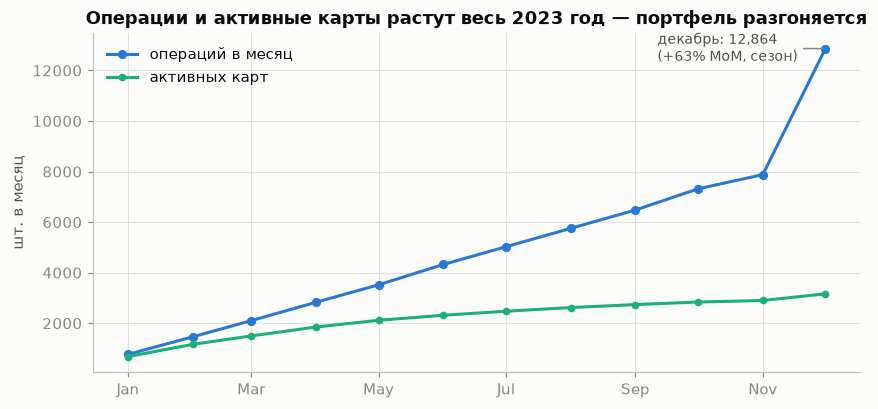 Операции и активные карты растут весь 2023 год — портфель разгоняется
декабрь: 12,864
(+63% MoM, сезон)
операций в месяц
активных карт
шт. в месяц
12000
10000
8000
6000
4000
2000
Jan
Mar
May
Jul
Sep
Nov